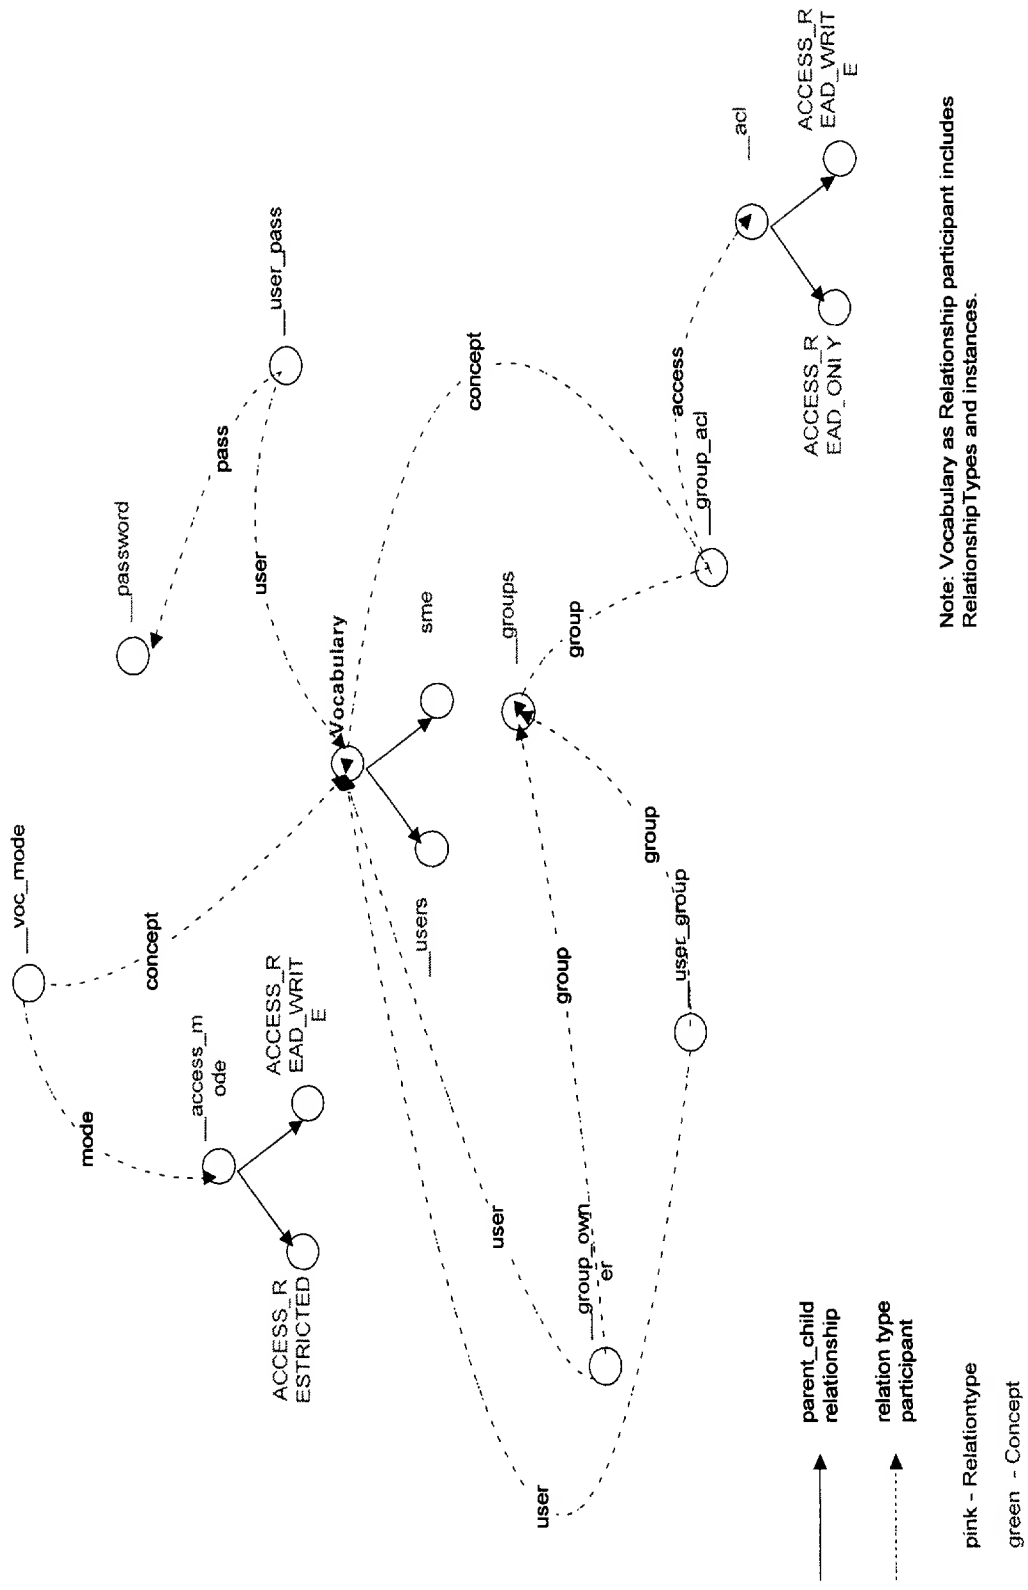 __voc_mode
mode
concept
__access_m
ode
ACCESS_R
ESTRICTED
ACCESS_R
EAD_WRIT
E
__password
pass
__user_pass
user
Vocabulary
__users
sme
concept
user
user
__groups
group
group
group
__group_own
er
__user_group
__group_acl
access
__acl
ACCESS_R
EAD_ONLY
ACCESS_R
EAD_WRIT
E
parent_child
relationship
relation type
participant
pink - Relationtype
green - Concept
Note: Vocabulary as Relationship participant includes
RelationshipTypes and instances.